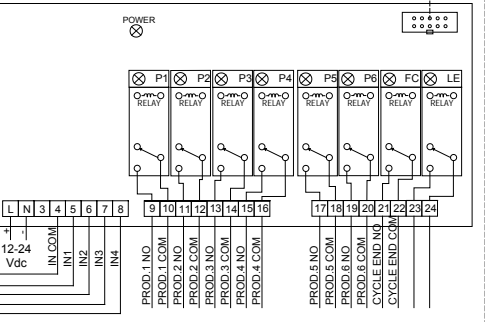 POWER
P1 P2 P3 P4 P5 P6 FC LE
RELAY RELAY RELAY RELAY RELAY RELAY RELAY RELAY
L N 3 4 5 6 7 8 9 10 11 12 13 14 15 16 17 18 19 20 21 22 23 24
+ -
12-24
Vdc
IN COM
IN1
IN2
IN3
IN4
PROD.1 NO
PROD.1 COM
PROD.2 NO
PROD.2 COM
PROD.3 NO
PROD.3 COM
PROD.4 NO
PROD.4 COM
PROD.5 NO
PROD.5 COM
PROD.6 NO
PROD.6 COM
CYCLE END NO
CYCLE END COM